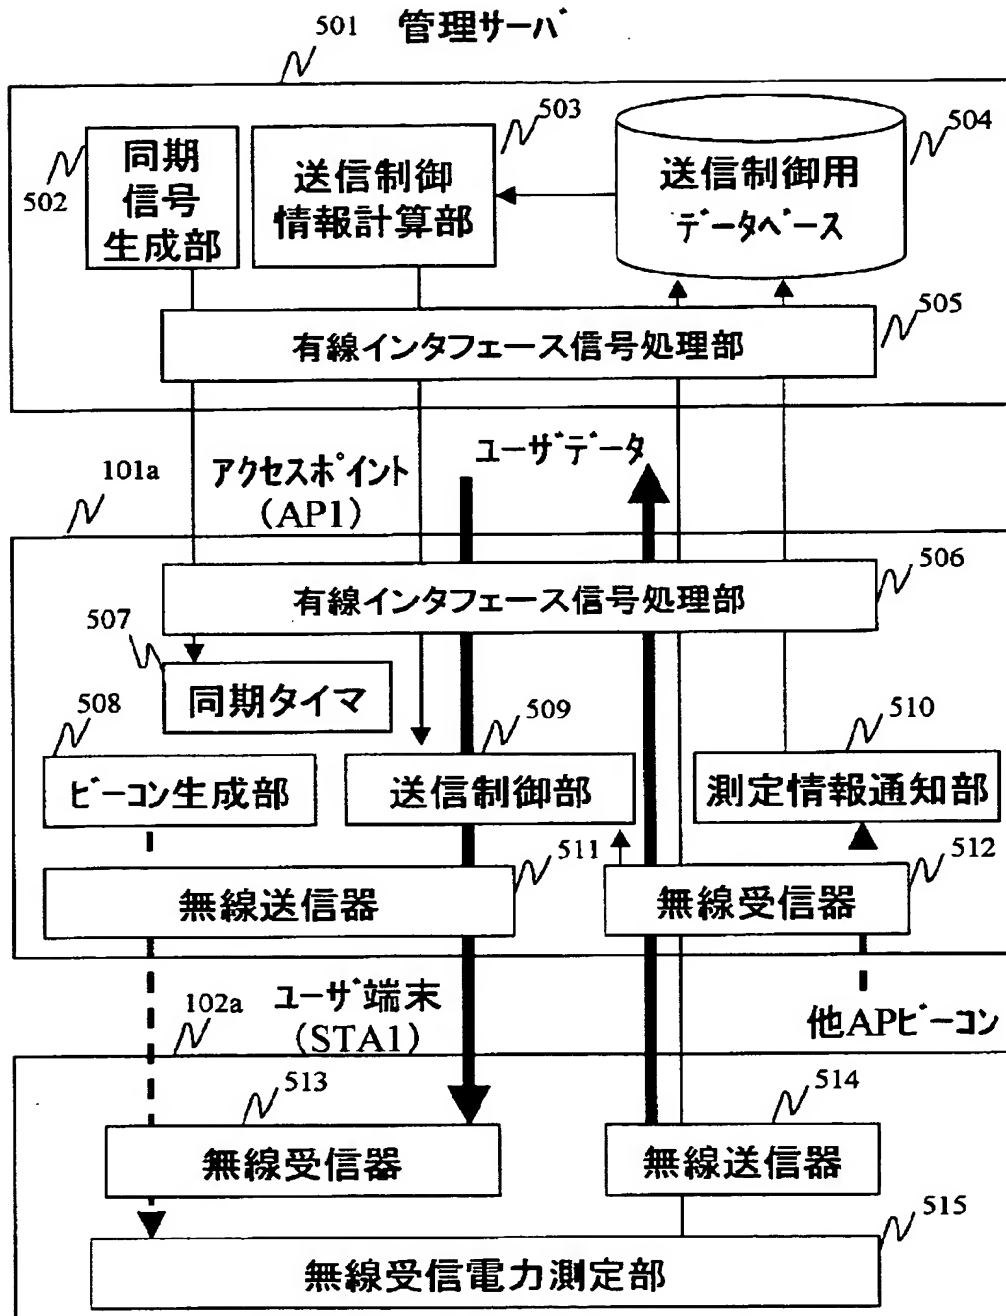 501 管理サーバ
502
同期
信号
生成部
503
送信制御
情報計算部
504
送信制御用
データベース
505
有線インタフェース信号処理部
101a
アクセスポイント
(AP1)
ユーザデータ
506
有線インタフェース信号処理部
507
同期タイマ
508
ビーコン生成部
509
送信制御部
510
測定情報通知部
511
無線送信器
512
無線受信器
102a
ユーザ端末
(STA1)
他APビーコン
513
無線受信器
514
無線送信器
515
無線受信電力測定部